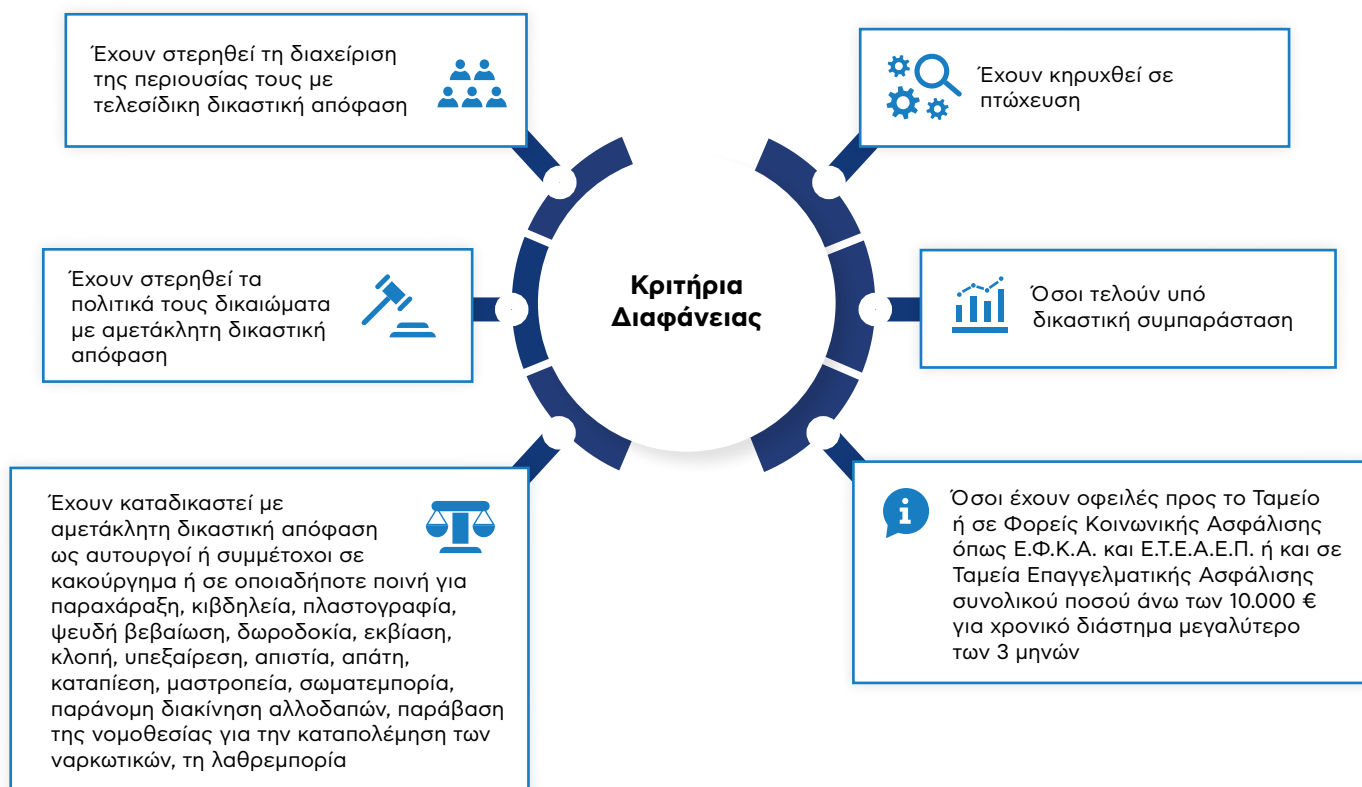 Έχουν στερηθεί τη διαχείριση
της περιουσίας τους με
τελεσίδικη δικαστική απόφαση
Έχουν κηρυχθεί σε
πτώχευση
Έχουν στερηθεί τα
πολιτικά τους δικαιώματα
με αμετάκλητη δικαστική
απόφαση
Κριτήρια
Διαφάνειας
Όσοι τελούν υπό
δικαστική συμπαράσταση
Έχουν καταδικαστεί με
αμετάκλητη δικαστική απόφαση
ως αυτουργοί ή συμμέτοχοι σε
κακούργημα ή σε οποιαδήποτε ποινή για
παραχάραξη, κιβδηλεία, πλαστογραφία,
ψευδή βεβαίωση, δωροδοκία, εκβίαση,
κλοπή, υπεξαίρεση, απιστία, απάτη,
καταπίεση, μαστροπεία, σωματεμπορία,
παράνομη διακίνηση αλλοδαπών, παράβαση
της νομοθεσίας για την καταπολέμηση των
ναρκωτικών, τη λαθρεμπορία
Όσοι έχουν οφειλές προς το Ταμείο
ή σε Φορείς Κοινωνικής Ασφάλισης
όπως Ε.Φ.Κ.Α. και Ε.Τ.Ε.Α.Ε.Π. ή και σε
Ταμεία Επαγγελματικής Ασφάλισης
συνολικού ποσού άνω των 10.000 €
για χρονικό διάστημα μεγαλύτερο
των 3 μηνών